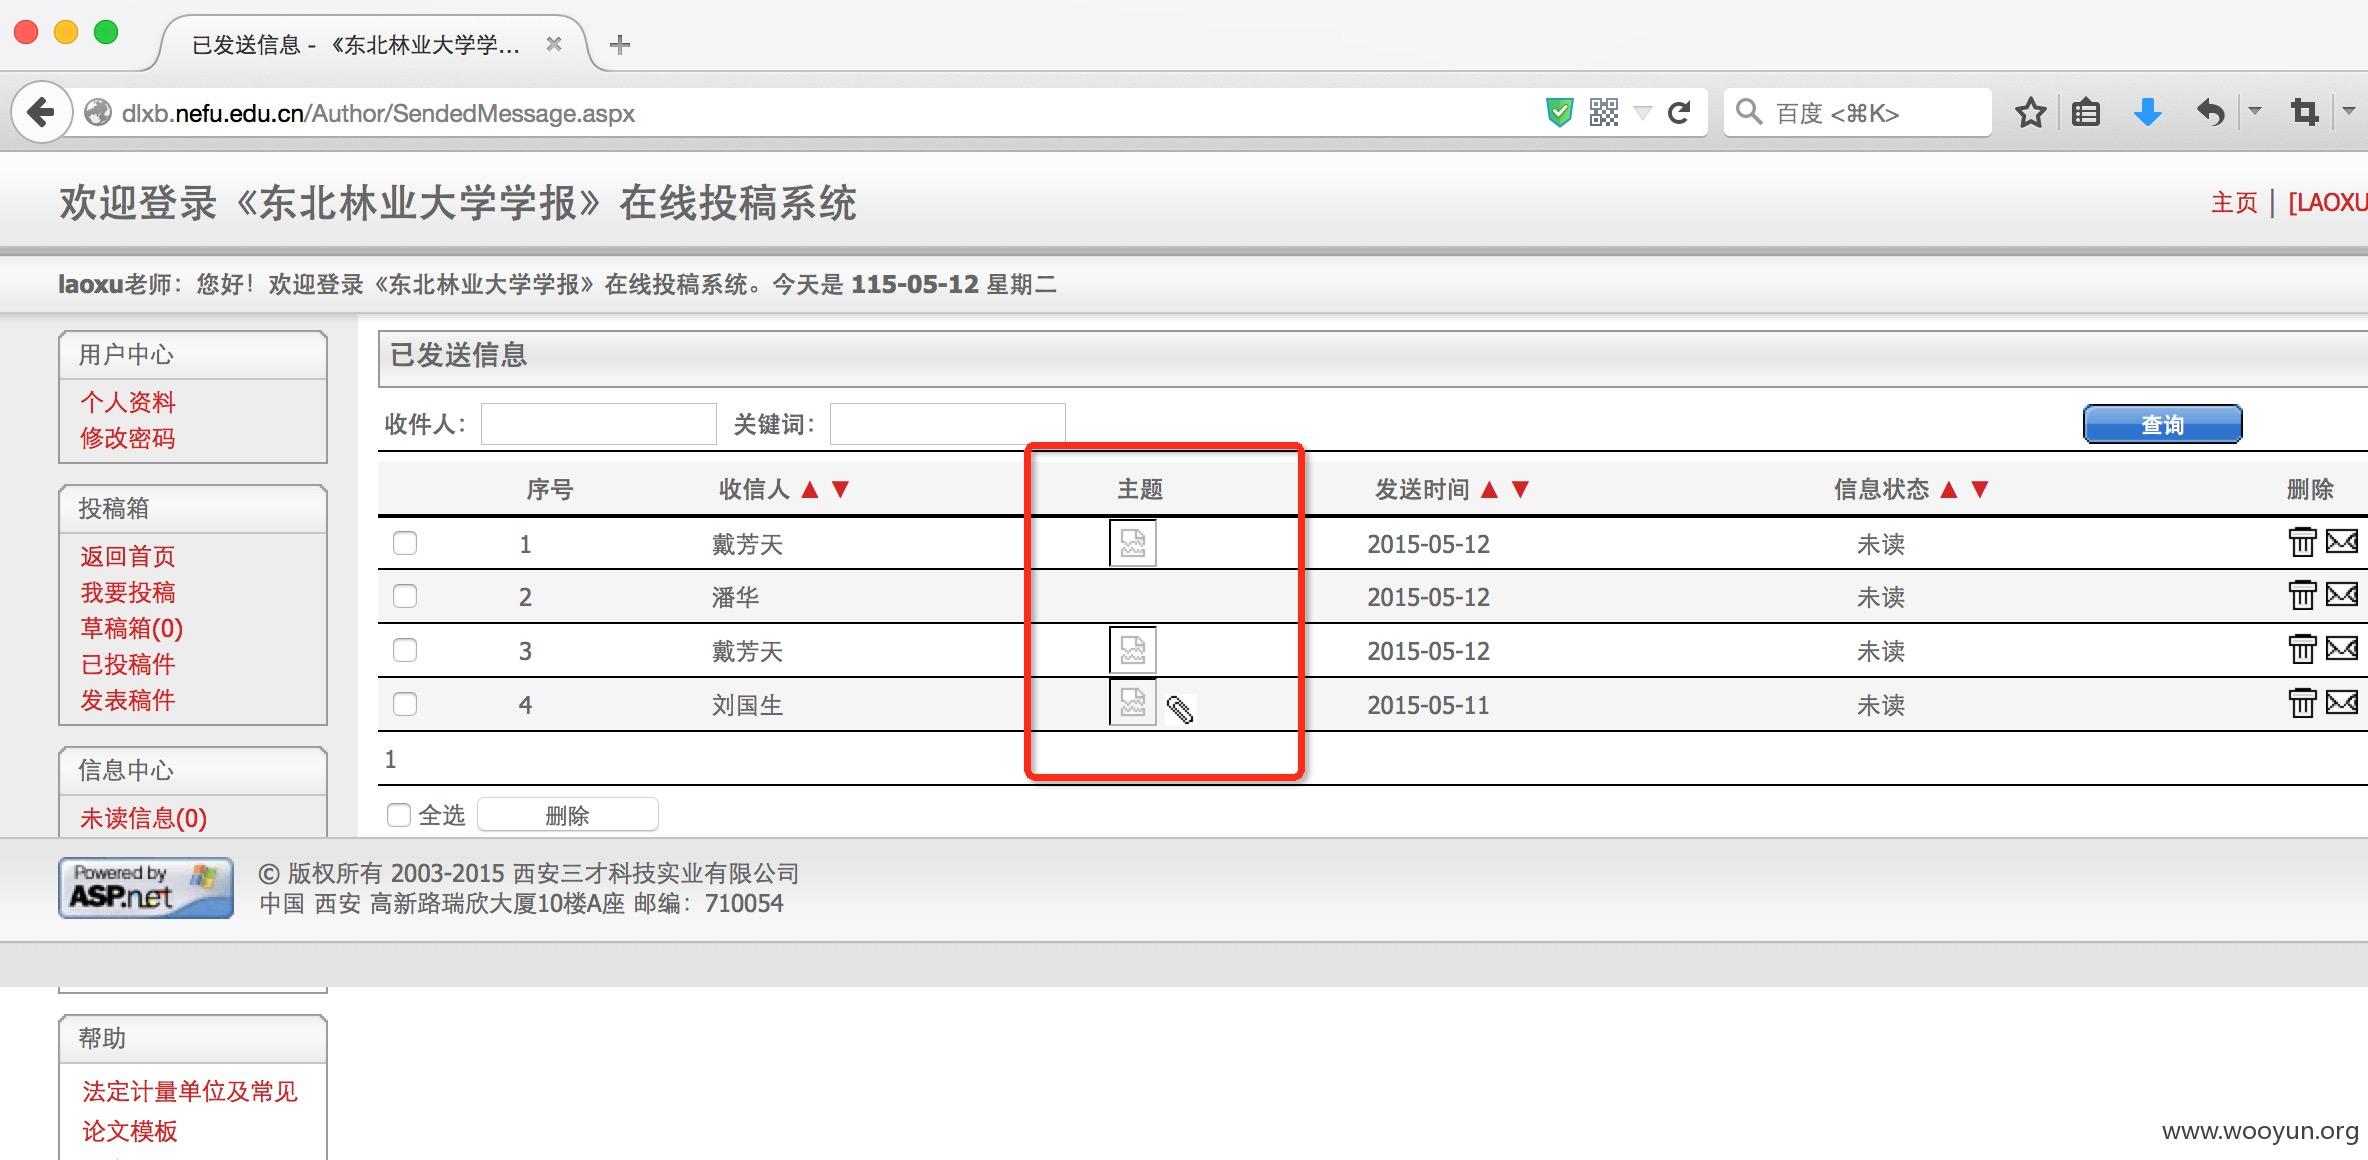 已发送信息 - 《东北林业大学学...
dlxb.nefu.edu.cn/Author/SendedMessage.aspx
百度 <⌘K>
欢迎登录《东北林业大学学报》在线投稿系统
主页 | [LAOXU
laoxu老师：您好！欢迎登录《东北林业大学学报》在线投稿系统。今天是 115-05-12 星期二
用户中心
个人资料
修改密码
投稿箱
返回首页
我要投稿
草稿箱(0)
已投稿件
发表稿件
信息中心
未读信息(0)
已发送信息
收件人： 关键词： 查询
序号 收信人▲▼ 主题 发送时间▲▼ 信息状态▲▼ 删除
1 戴芳天 2015-05-12 未读
2 潘华 2015-05-12 未读
3 戴芳天 2015-05-12 未读
4 刘国生 2015-05-11 未读
1
全选 删除
Powered by
ASP.net
© 版权所有 2003-2015 西安三才科技实业有限公司
中国 西安 高新路瑞欣大厦10楼A座 邮编：710054
帮助
法定计量单位及常见
论文模板
www.wooyun.org